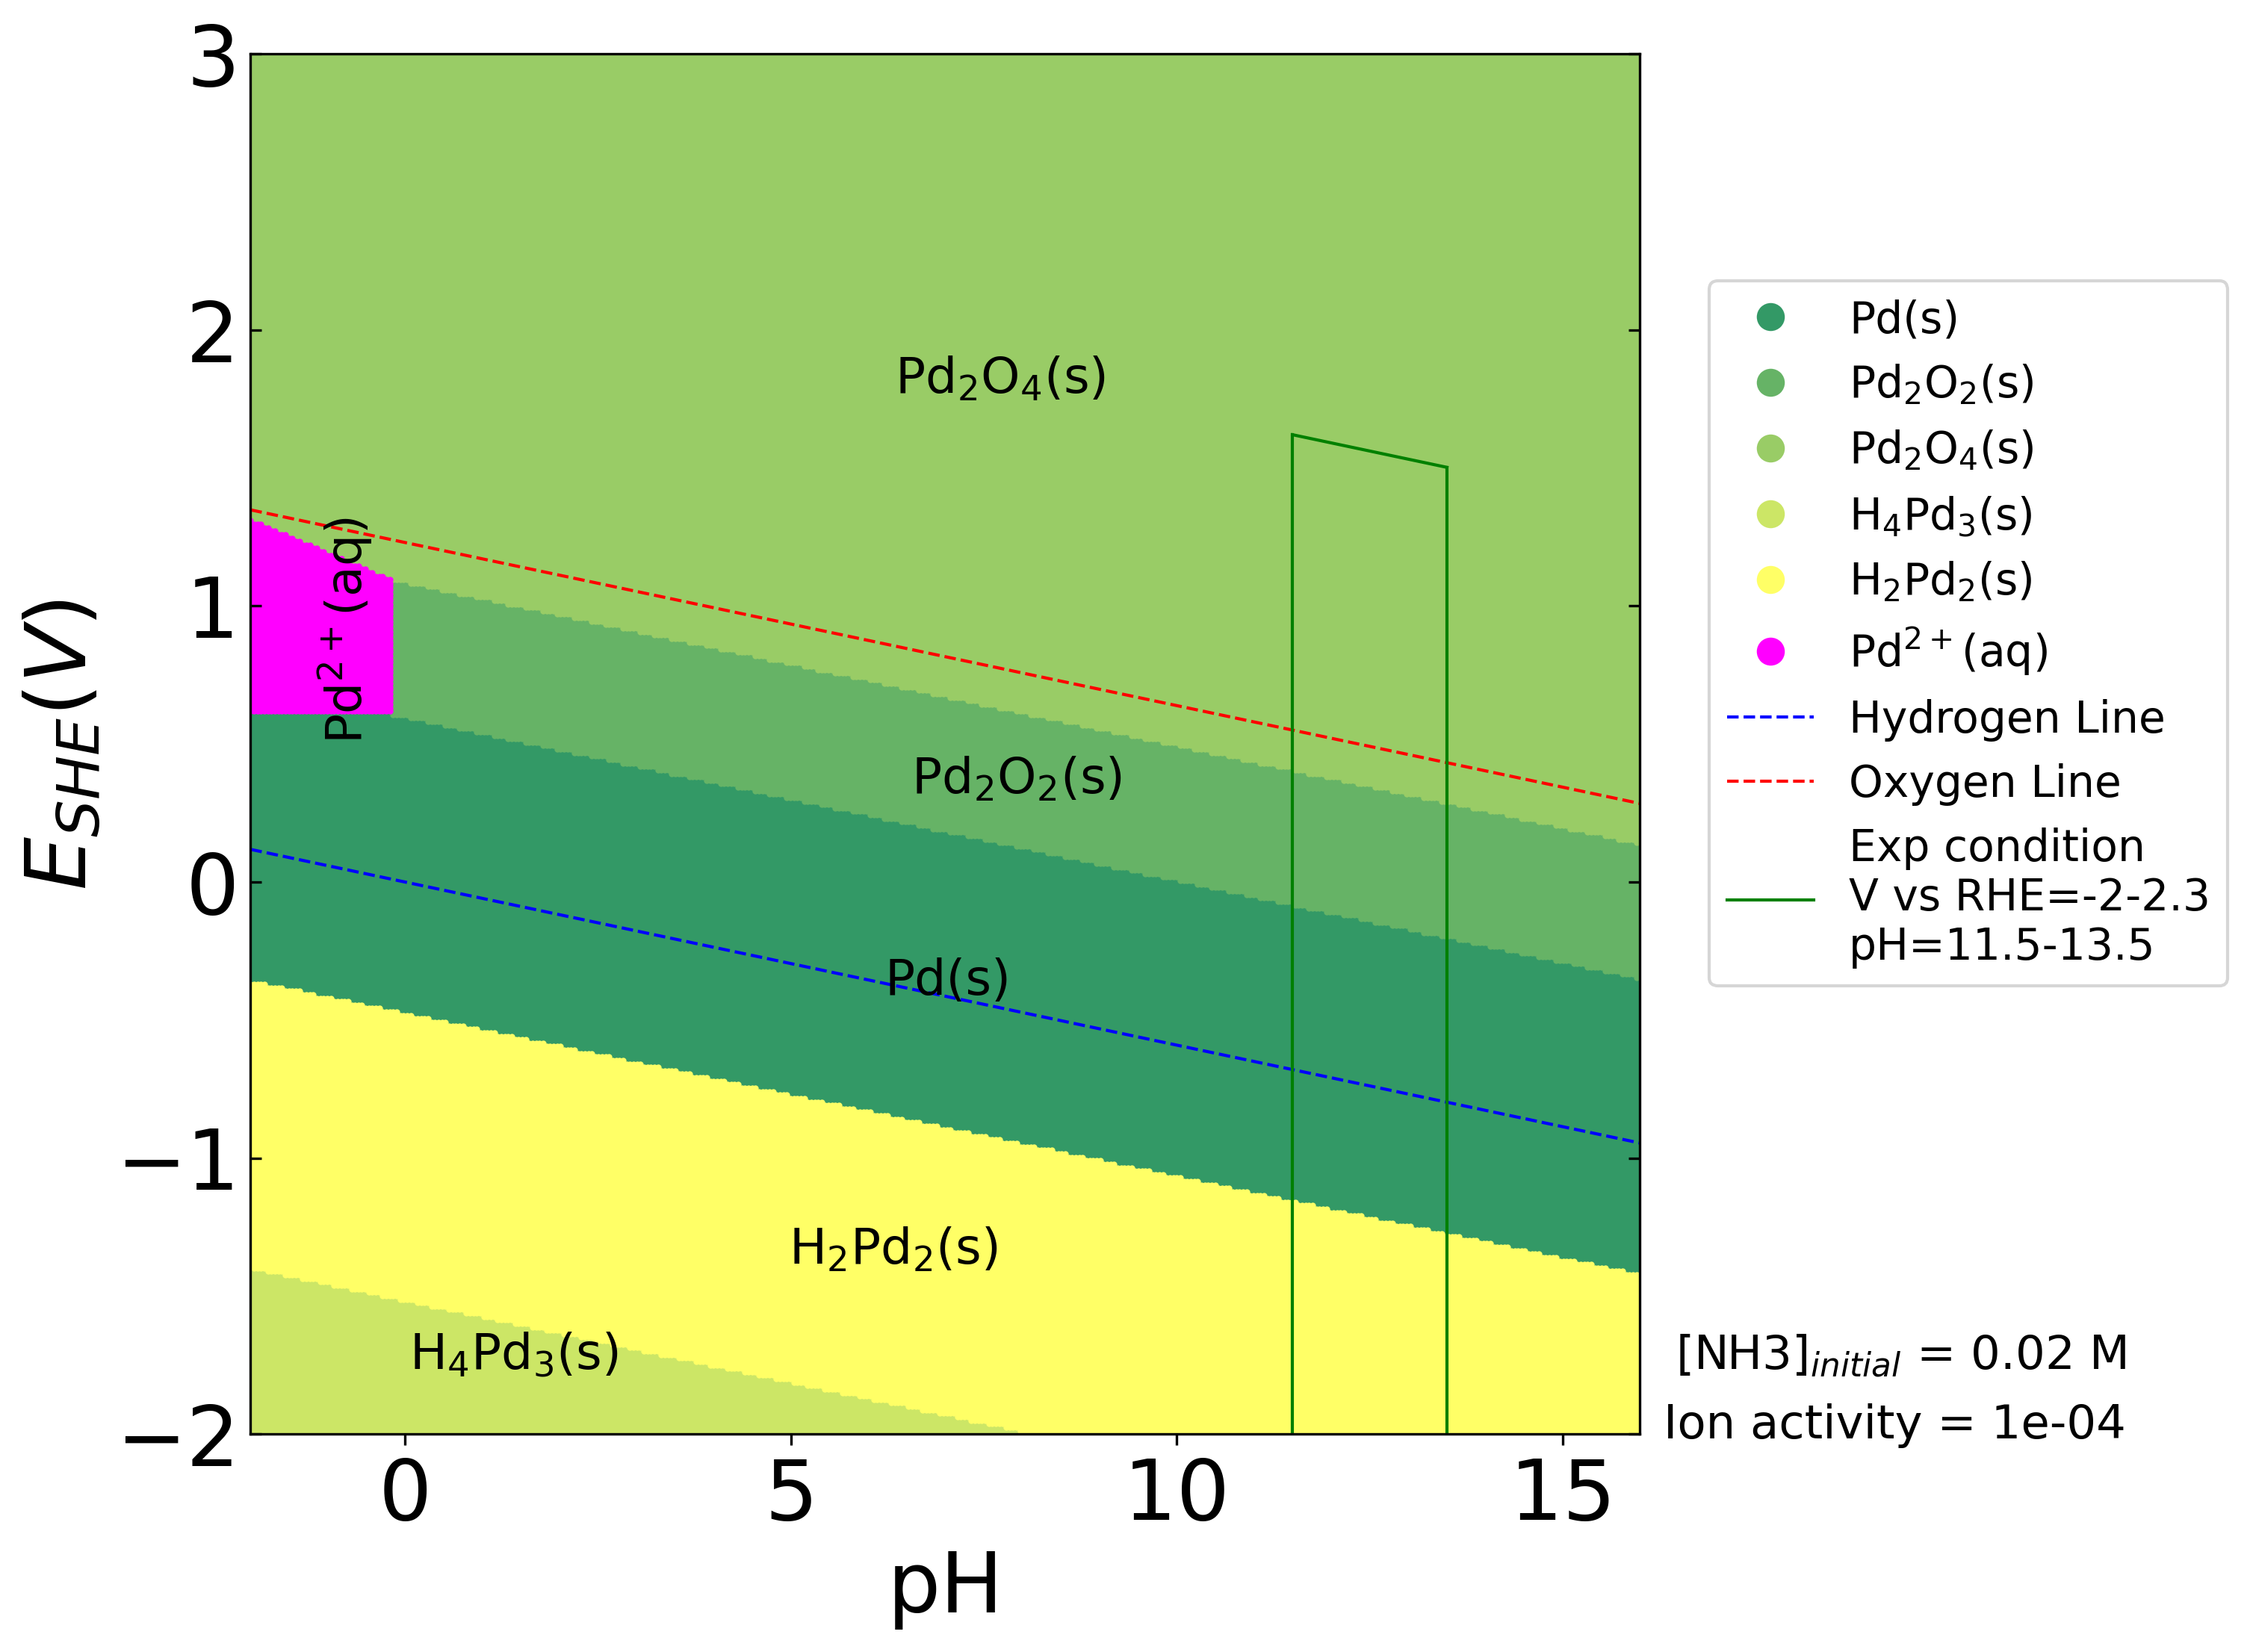 3
2
1
0
−1
−2
E_SHE(V)
0
5
10
15
pH
Pd₂O₄(s)
Pd²⁺(aq)
Pd₂O₂(s)
Pd(s)
H₂Pd₂(s)
H₄Pd₃(s)
Pd(s)
Pd₂O₂(s)
Pd₂O₄(s)
H₄Pd₃(s)
H₂Pd₂(s)
Pd²⁺(aq)
Hydrogen Line
Oxygen Line
Exp condition
V vs RHE=-2-2.3
pH=11.5-13.5
[NH3]_initial = 0.02 M
Ion activity = 1e-04